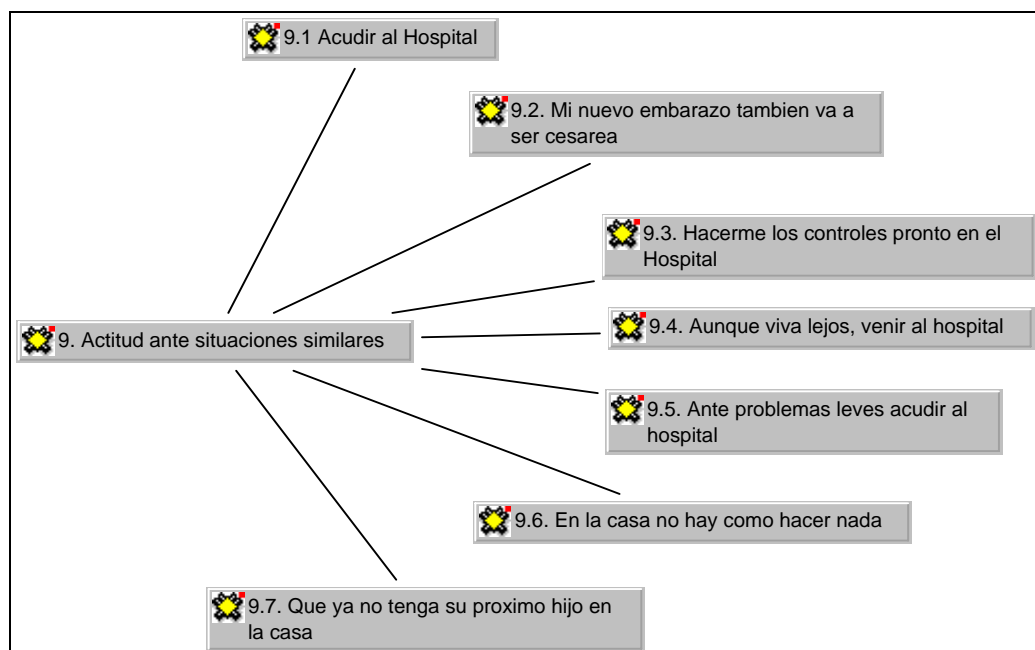 9.1 Acudir al Hospital
9.2. Mi nuevo embarazo tambien va a
ser cesarea
9.3. Hacerme los controles pronto en el
Hospital
9. Actitud ante situaciones similares
9.4. Aunque viva lejos, venir al hospital
9.5. Ante problemas leves acudir al
hospital
9.6. En la casa no hay como hacer nada
9.7. Que ya no tenga su proximo hijo en
la casa